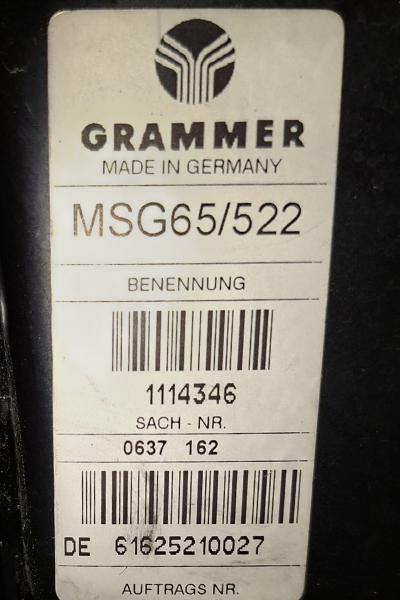 GRAMMER
MADE IN GERMANY
MSG65/522
BENENNUNG
1114346
SACH - NR.
0637 162
DE 61625210027
AUFTRAGS NR.